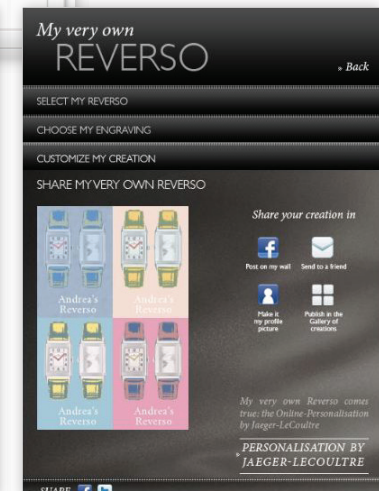 My very own
REVERSO
» Back
SELECT MY REVERSO
CHOOSE MY ENGRAVING
CUSTOMIZE MY CREATION
SHARE MY VERY OWN REVERSO
Share your creation in
Post on my wall
Send to a friend
Make it
my profile
picture
Publish in the
Gallery of
creations
Andrea's
Reverso
Andrea's
Reverso
Andrea's
Reverso
Andrea's
Reverso
My very own Reverso comes
true: the Online-Personalisation
by Jaeger-LeCoultre
» PERSONALISATION BY
JAEGER-LECOULTRE
SHARE